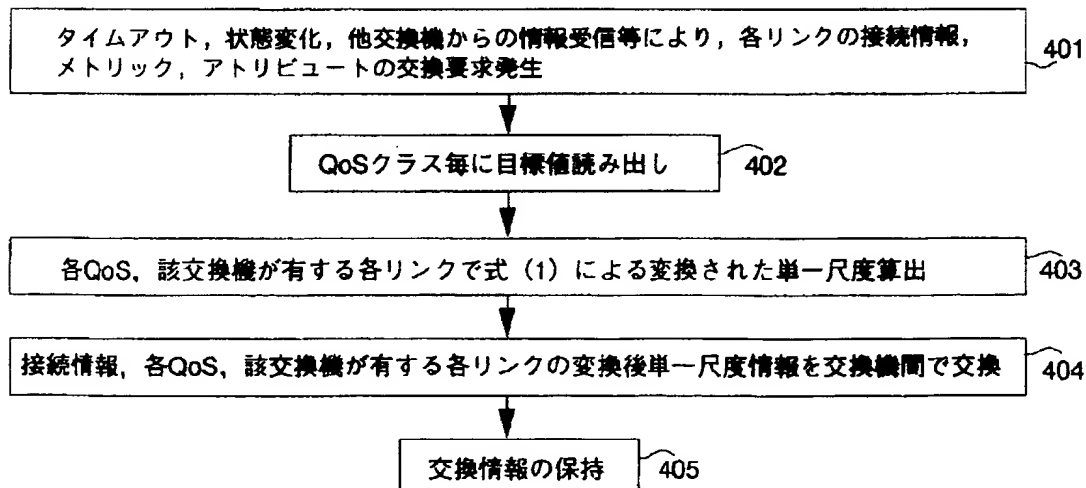 タイムアウト，状態変化，他交換機からの情報受信等により，各リンクの接続情報，
メトリック，アトリビュートの交換要求発生
401
QoSクラス毎に目標値読み出し
402
各QoS，該交換機が有する各リンクで式（1）による変換された単一尺度算出
403
接続情報，各QoS，該交換機が有する各リンクの変換後単一尺度情報を交換機間で交換
404
交換情報の保持
405